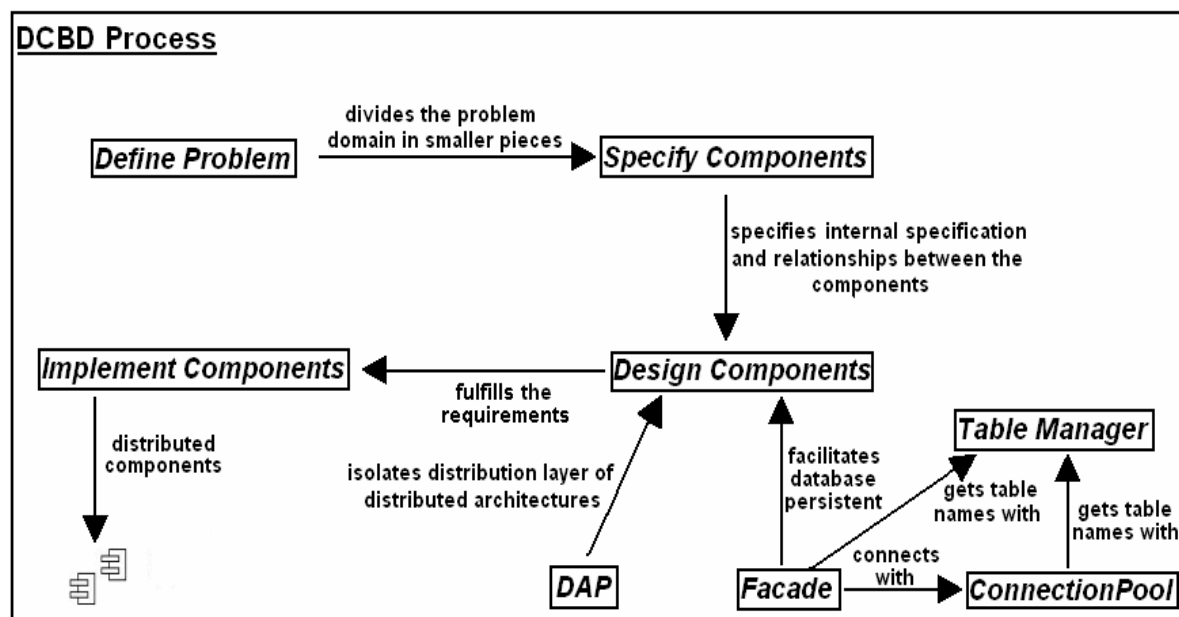 DCBD Process
divides the problem
domain in smaller pieces
Define Problem
Specify Components
specifies internal specification
and relationships between the
components
Implement Components
Design Components
fulfills the
requirements
Table Manager
distributed
components
isolates distribution layer of
distributed architectures
facilitates
database
persistent
gets table
names with
gets table
names with
connects
with
DAP
Facade
ConnectionPool